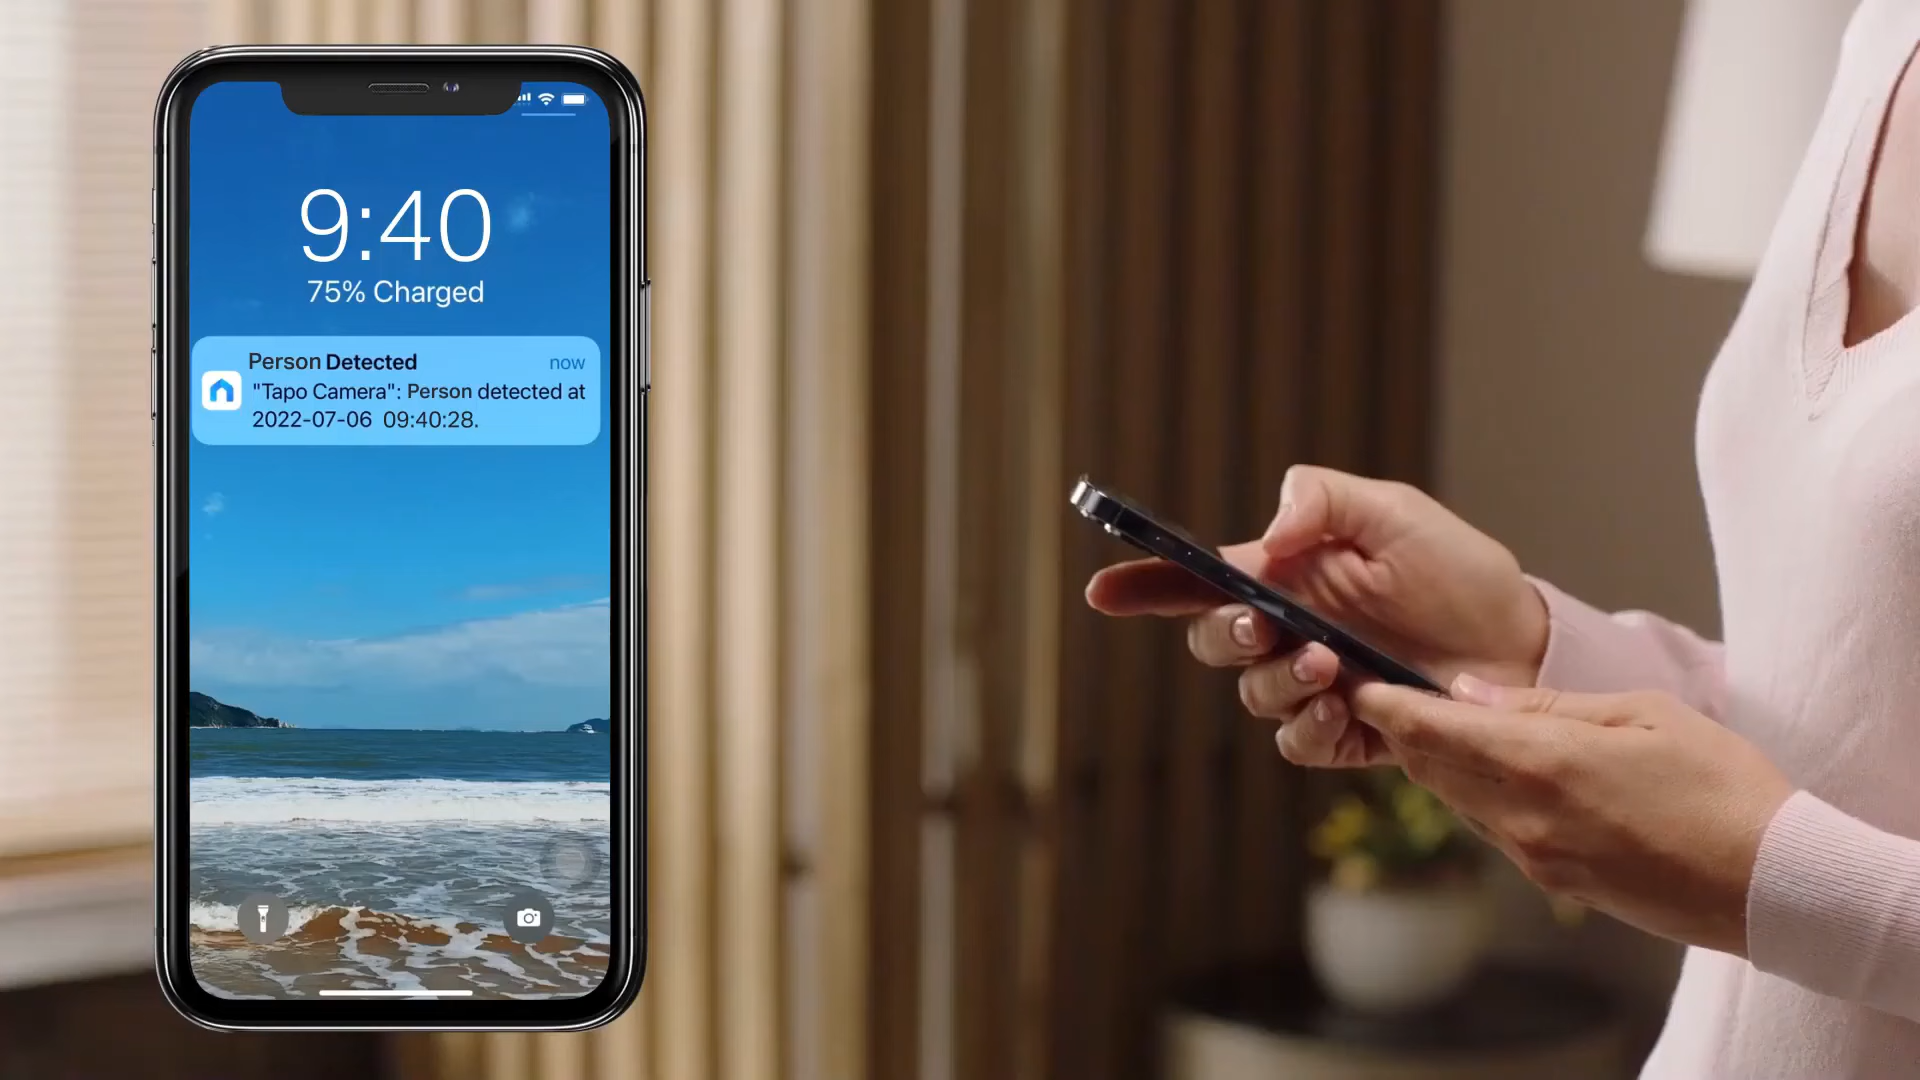 9:40
75% Charged
Person Detected now
"Tapo Camera": Person detected at
2022-07-06 09:40:28.